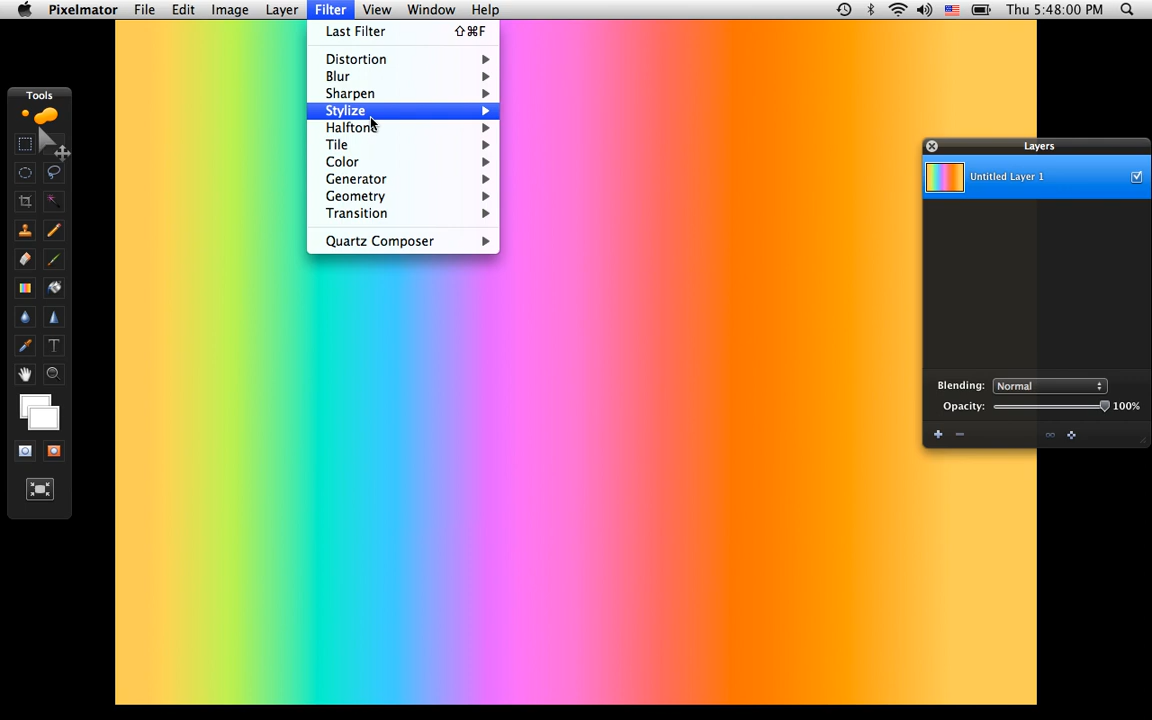 Pixelmator File Edit Image Layer Filter View Window Help Thu 5:48:00 PM
Last Filter ⇧⌘F
Distortion
Blur
Sharpen
Stylize
Halftone
Tile
Color
Generator
Geometry
Transition
Quartz Composer
Tools
T
Layers
Untitled Layer 1
Blending: Normal
Opacity: 100%